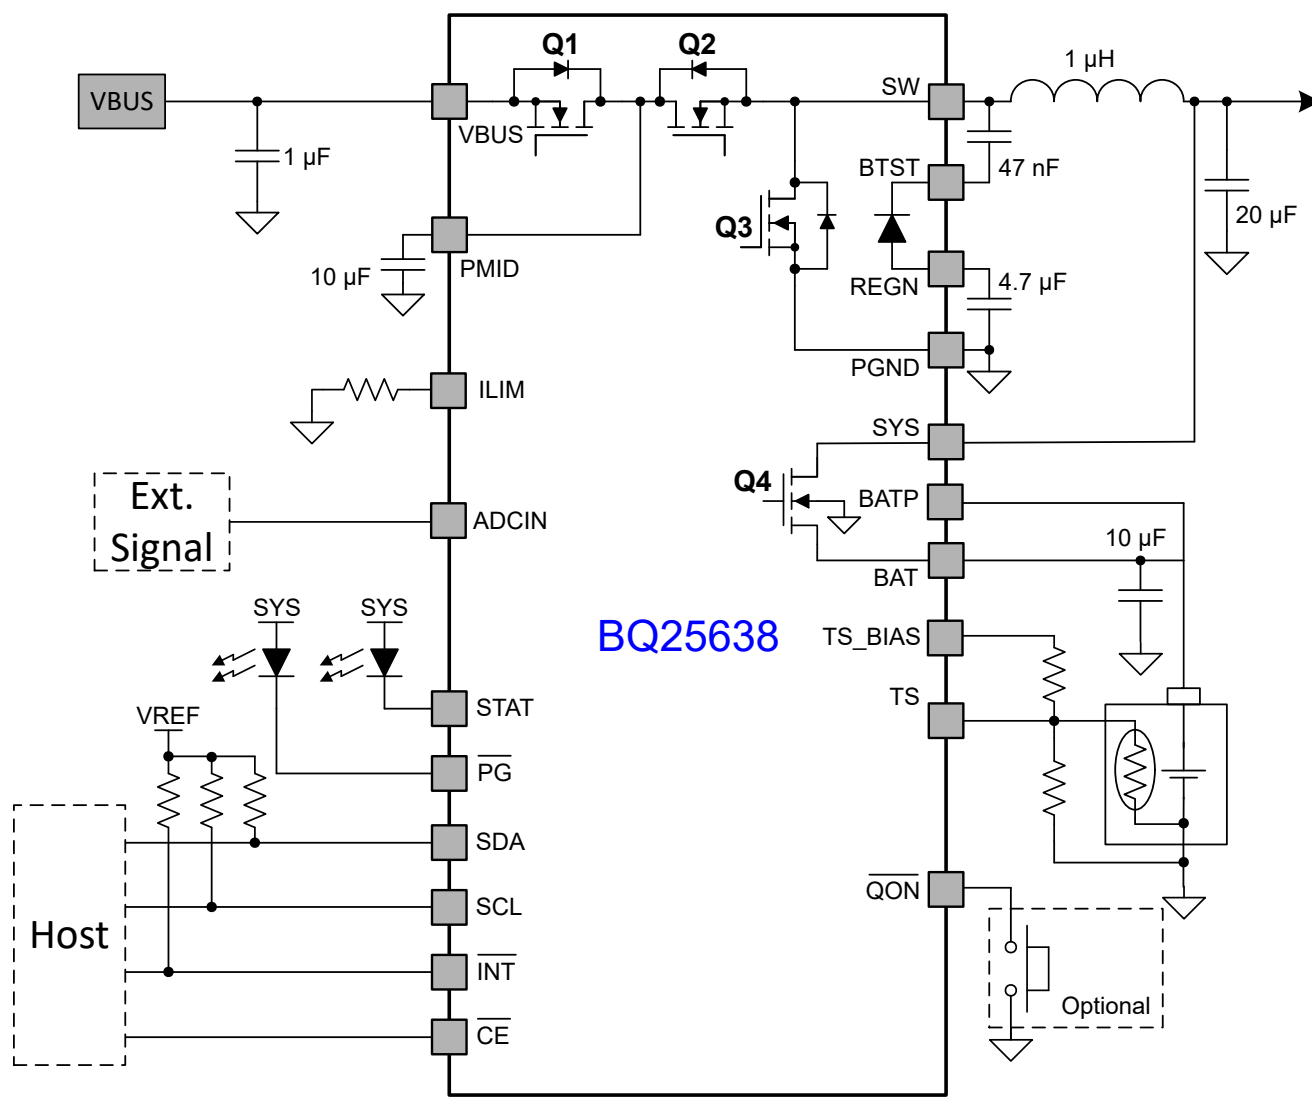 Q1
Q2
VBUS
VBUS
1 µF
SW
1 µH
BTST
47 nF
20 µF
Q3
PMID
10 µF
REGN
4.7 µF
PGND
ILIM
SYS
Q4
BATP
Ext.
Signal
ADCIN
10 µF
BAT
SYS
SYS
BQ25638
TS_BIAS
TS
STAT
VREF
PG
SDA
QON
SCL
Host
INT
Optional
CE